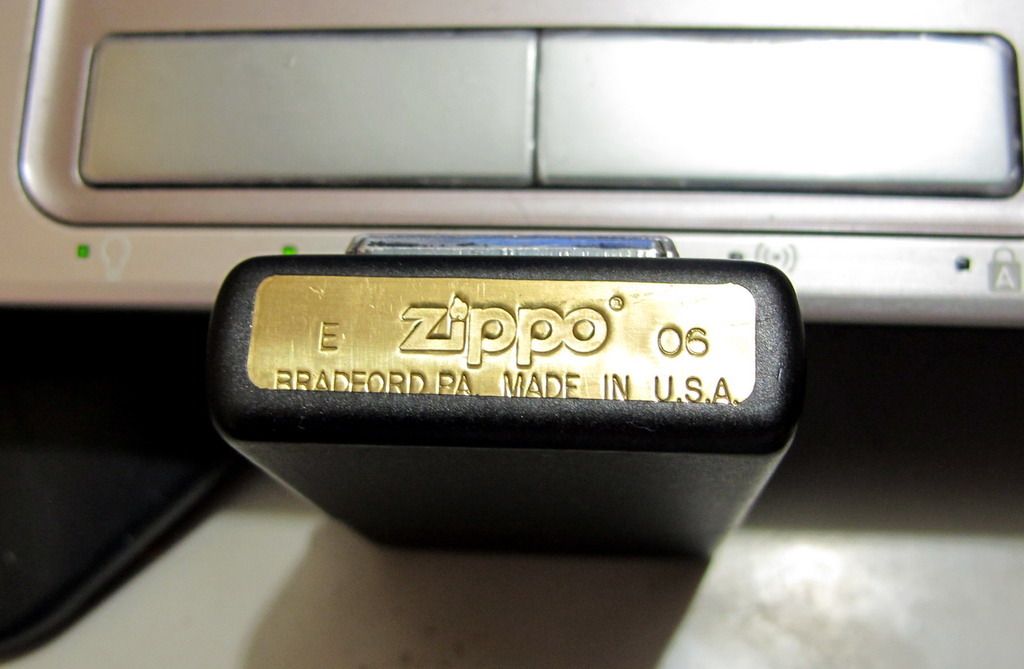 E zippo® 06
BRADFORD PA. MADE IN U.S.A.
A